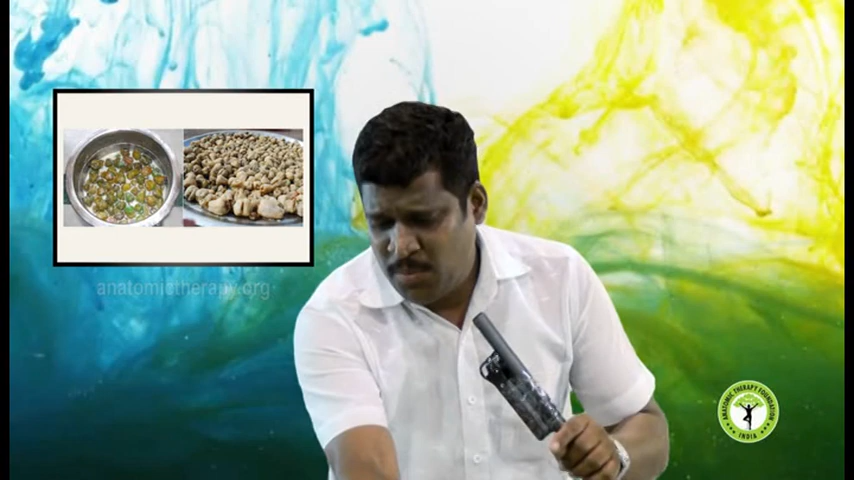 anatomictherapy.org
ANATOMIC THERAPY FOUNDATION
INDIA